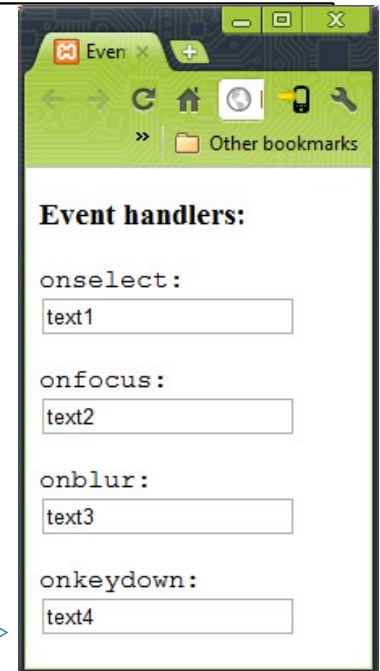 Even
Other bookmarks
Event handlers:
onselect:
text1
onfocus:
text2
onblur:
text3
onkeydown:
text4
>